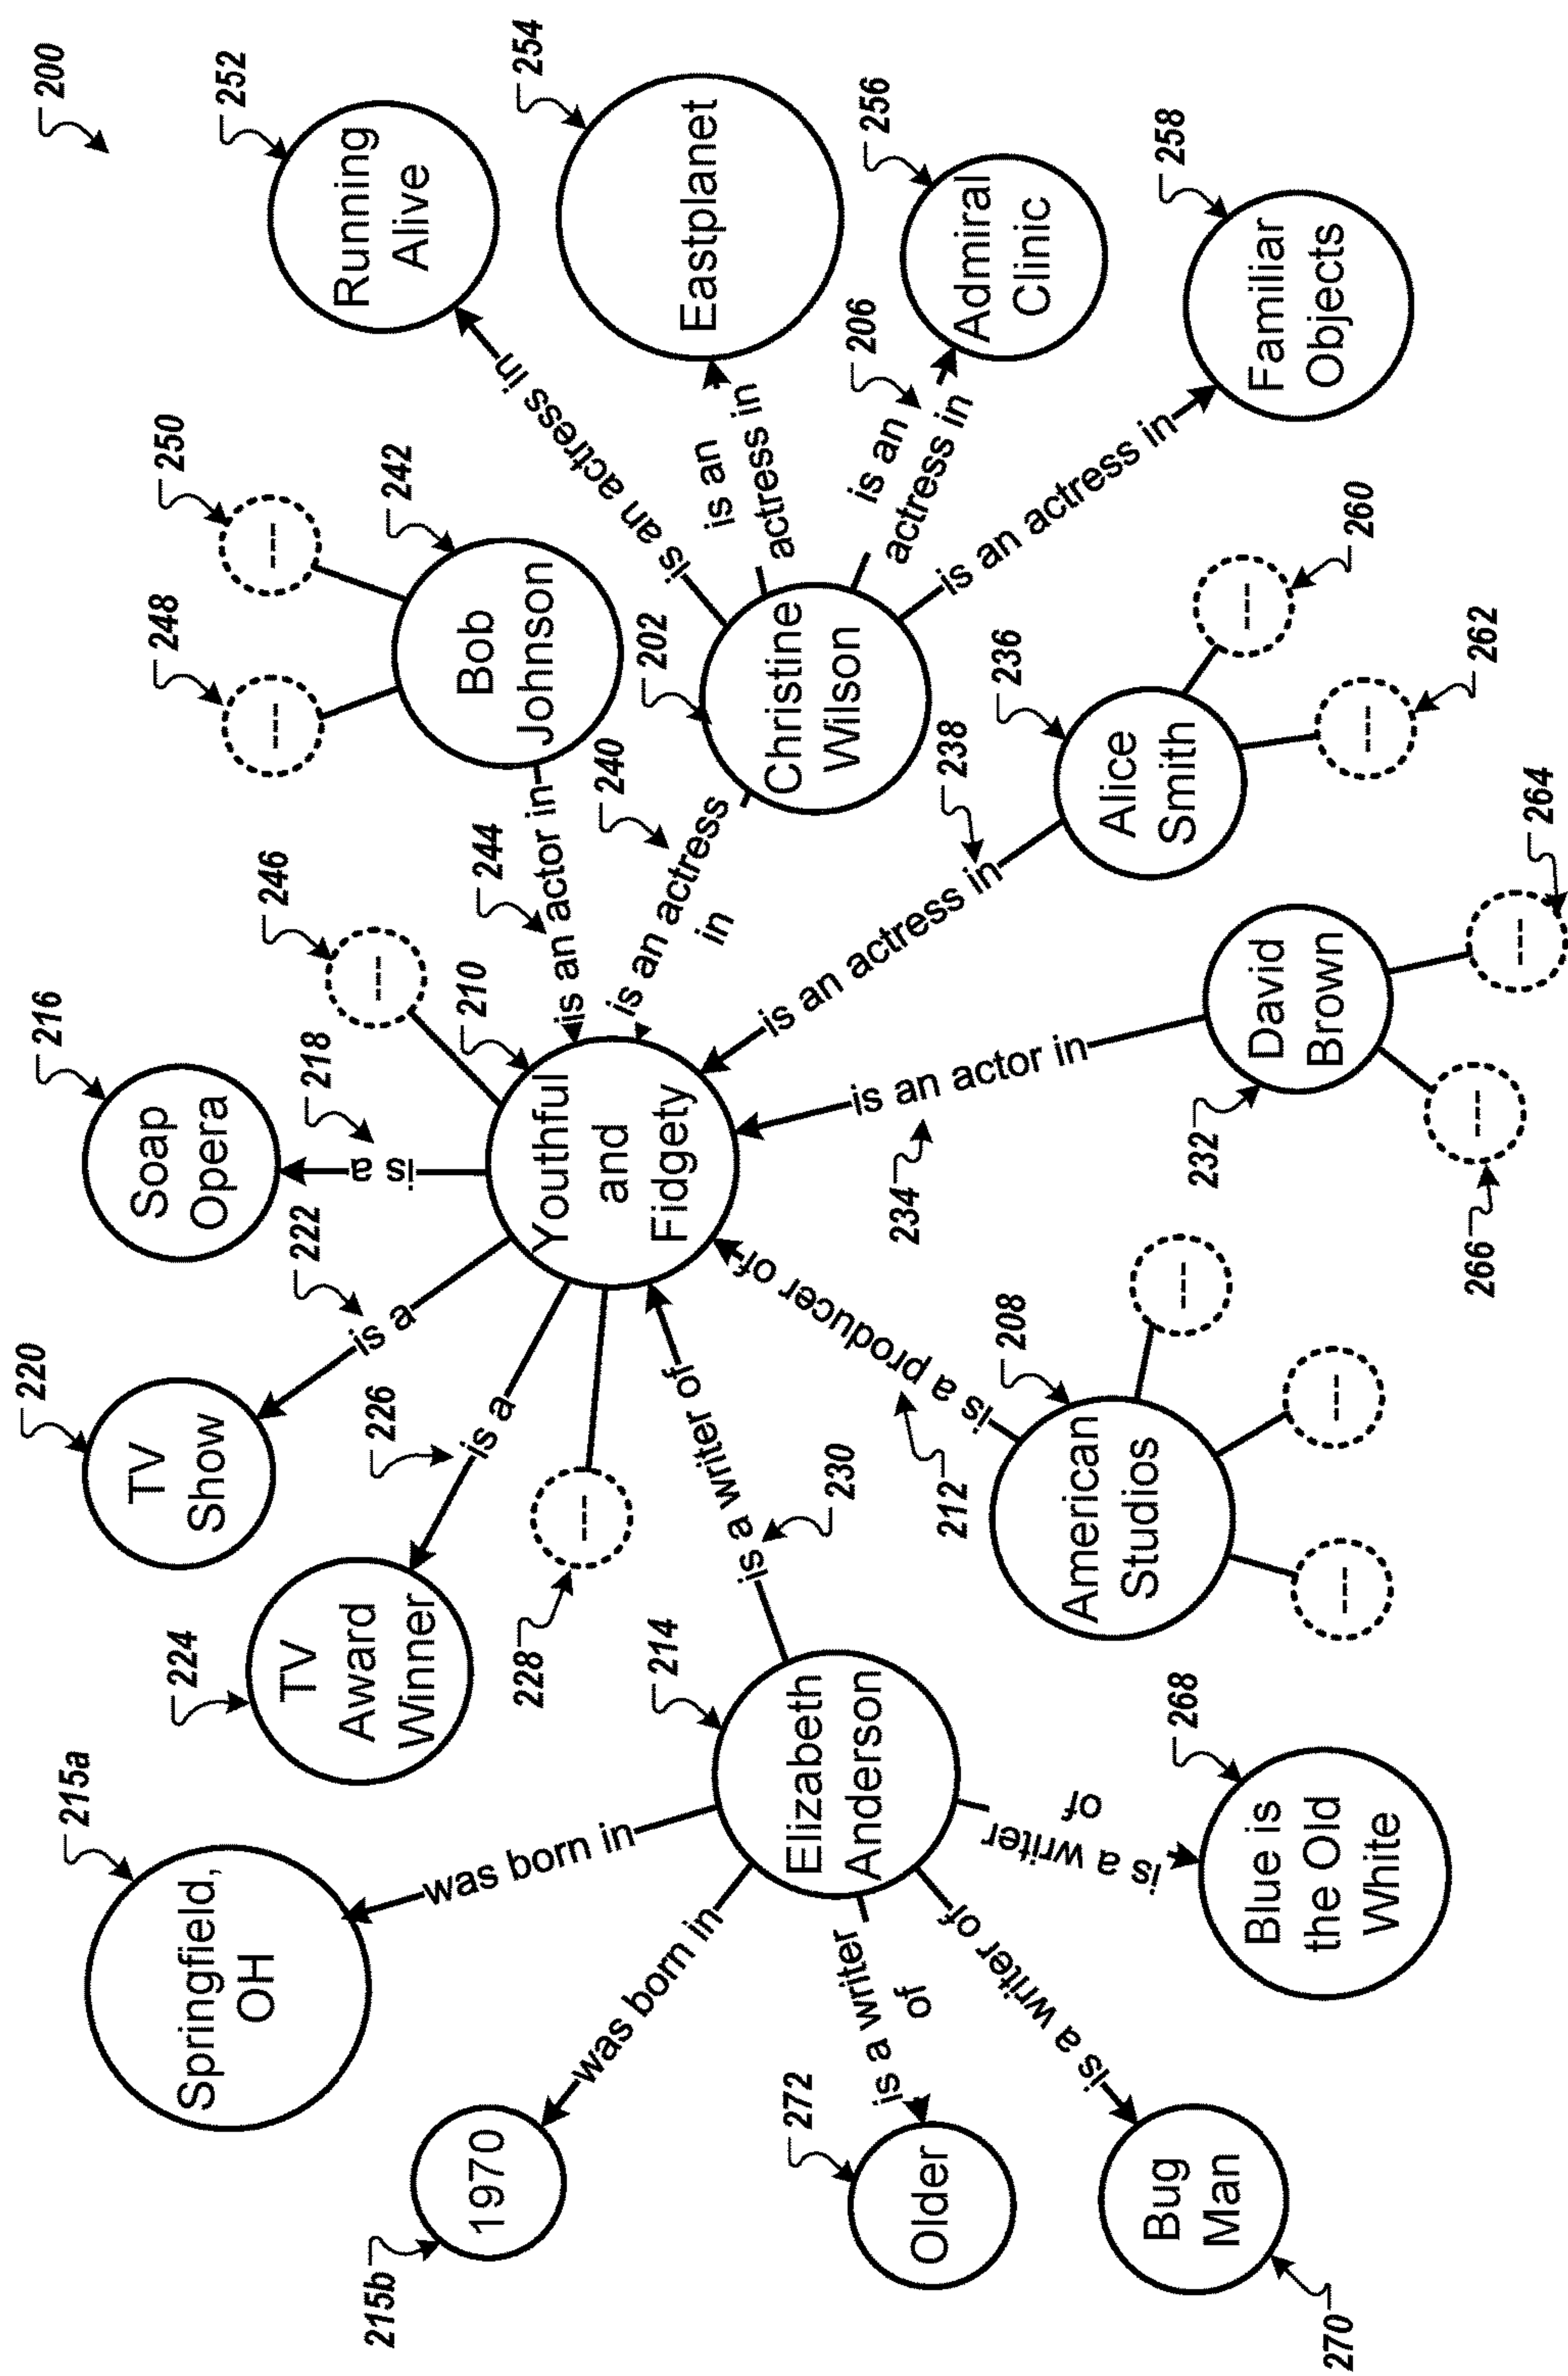 200
215a
Springfield,
OH
was born in
215b
1970
was born in
224
TV
Award
Winner
226
is a
220
TV
Show
222
is a
216
Soap
Opera
218
is a
246
---
228
---
210
Youthful
and
Fidgety
248
---
250
---
242
Bob
Johnson
244
is an actor in
240
is an actress
in
202
Christine
Wilson
is an actress in
252
Running
Alive
is an
actress in
254
Eastplanet
206
is an
actress in
256
Admiral
Clinic
is an actress in
258
Familiar
Objects
214
Elizabeth
Anderson
230
is a writer of
272
Older
is a writer
of
270
Bug
Man
is a writer of
268
Blue is
the Old
White
is a writer
of
212
is a producer of
208
American
Studios
---
---
---
234
is an actor in
232
David
Brown
266
---
264
---
238
is an actress in
236
Alice
Smith
262
---
260
---